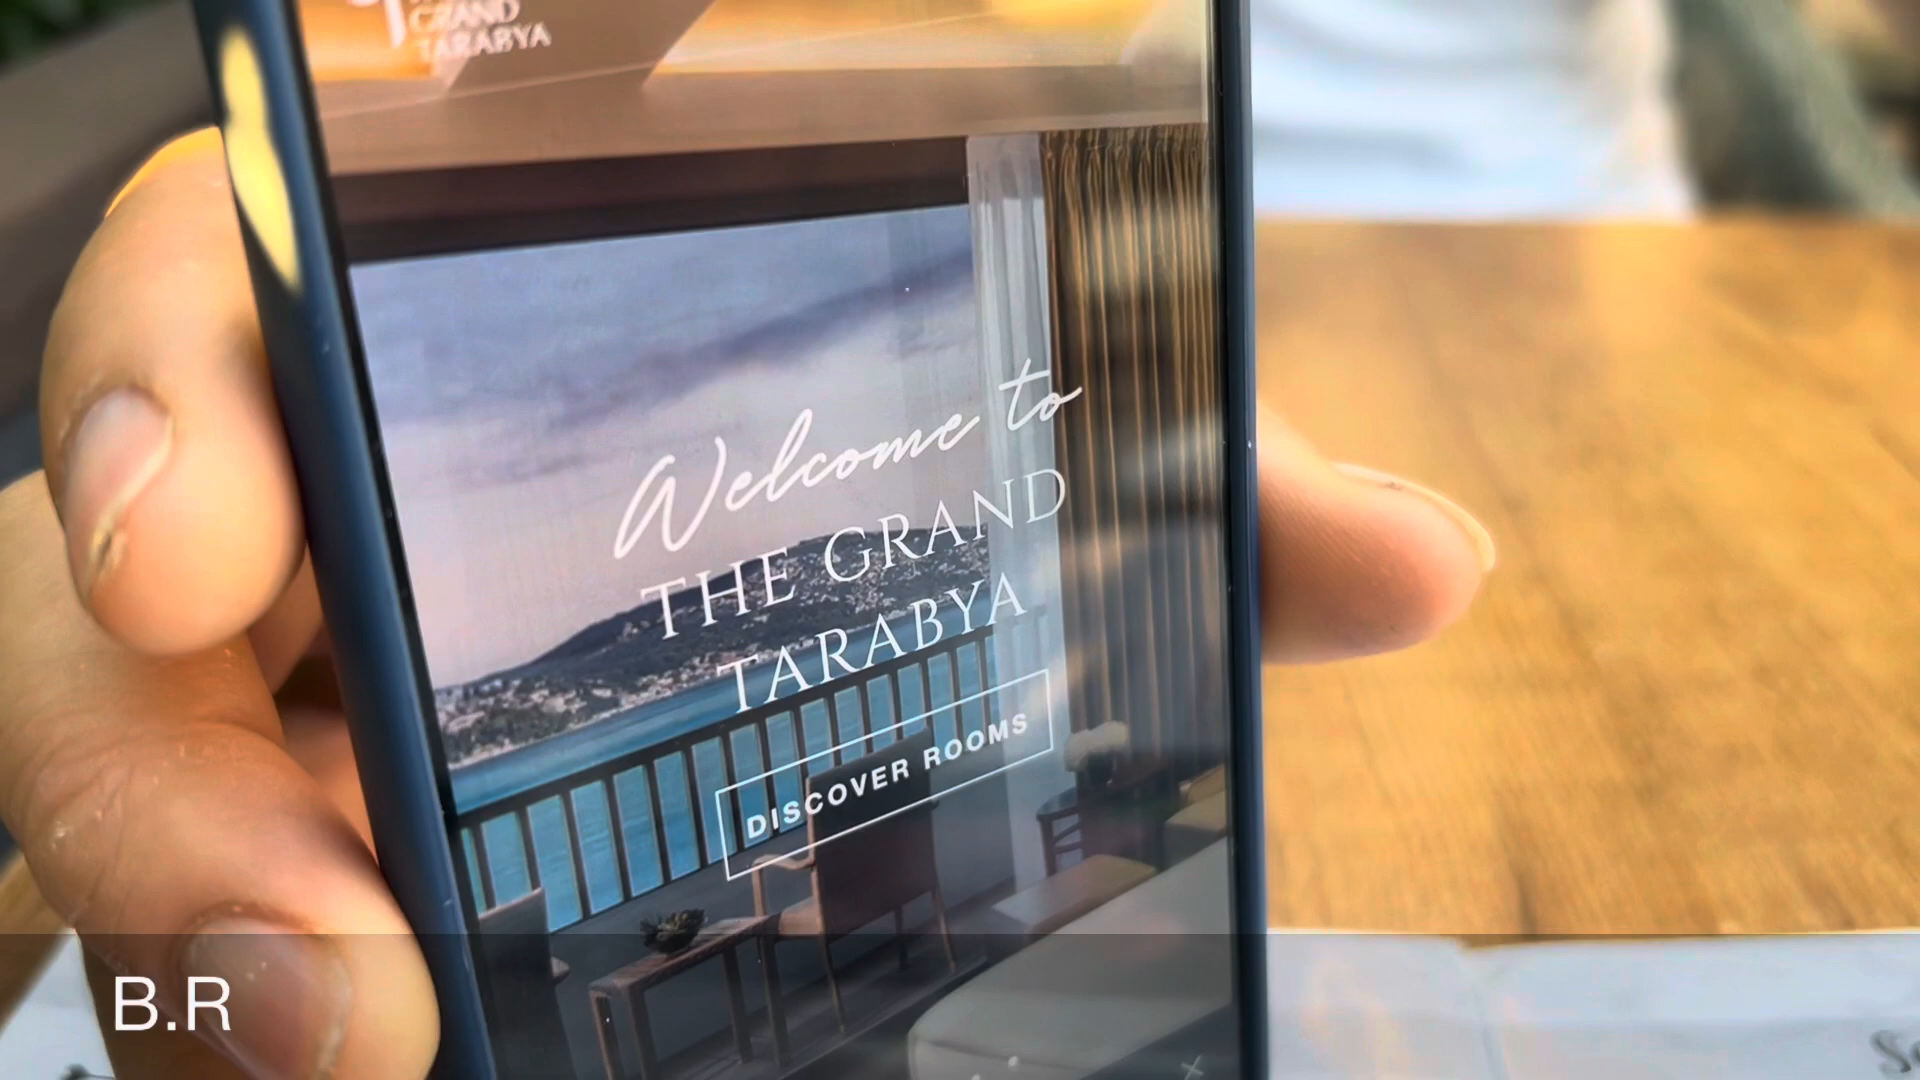 GRAND
TARABYA
Welcome to
THE GRAND
TARABYA
DISCOVER ROOMS
B.R